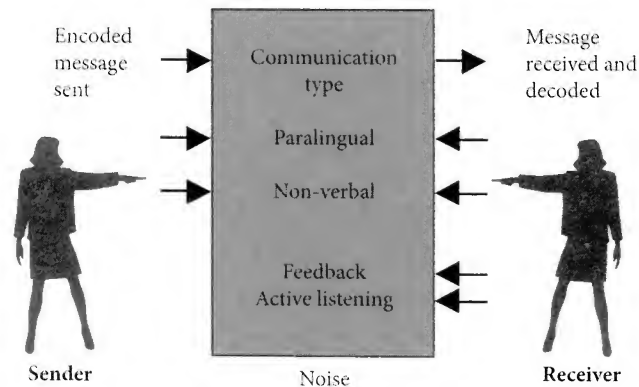 Encoded
message
sent
Communication
type
Message
received and
decoded
Paralingual
Non-verbal
Feedback
Active listening
Sender
Noise
Receiver